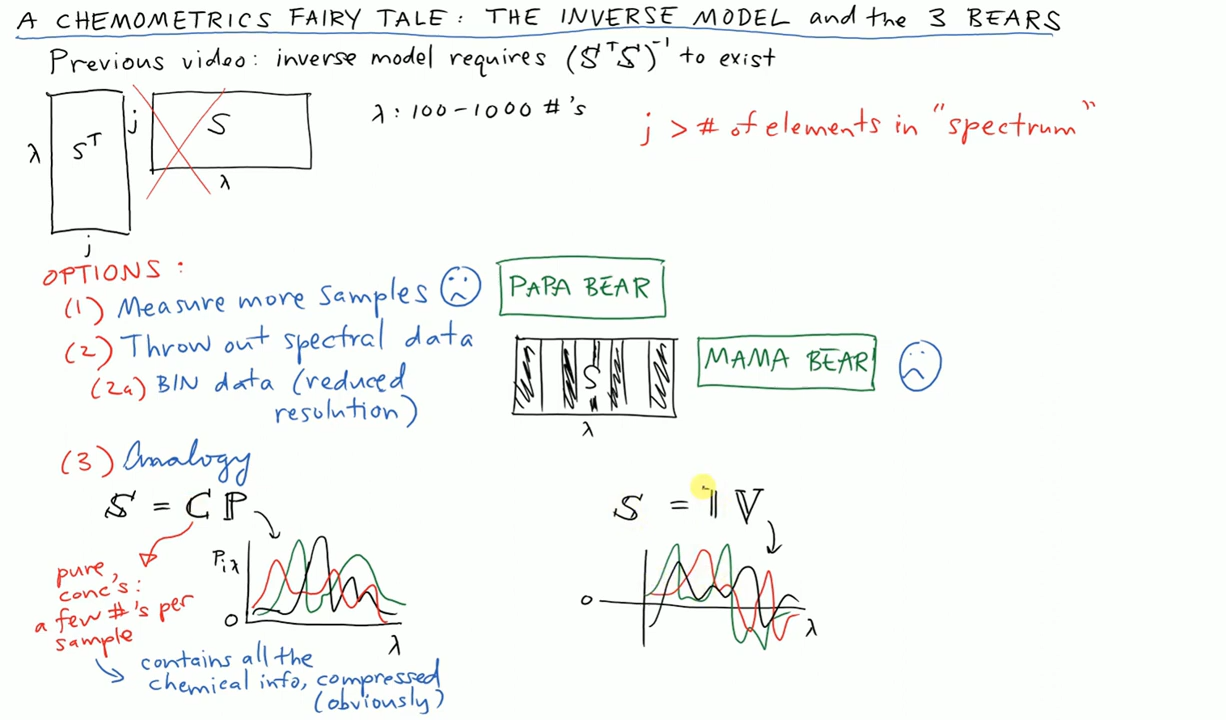 A CHEMOMETRICS FAIRY TALE: THE INVERSE MODEL and the 3 BEARS
Previous video: inverse model requires (SᵀS)⁻¹ to exist
λ Sᵀ j
j S λ
λ: 100-1000 #'s
j > # of elements in "spectrum"
OPTIONS:
(1) Measure more samples
PAPA BEAR
(2) Throw out spectral data
(2a) BIN data (reduced
resolution)
S
λ
MAMA BEAR
(3) Analogy
S = C P
pure
conc's:
a few #'s per
sample
Piλ
0
λ
contains all the
chemical info, compressed
(obviously)
S = T V
0
λ